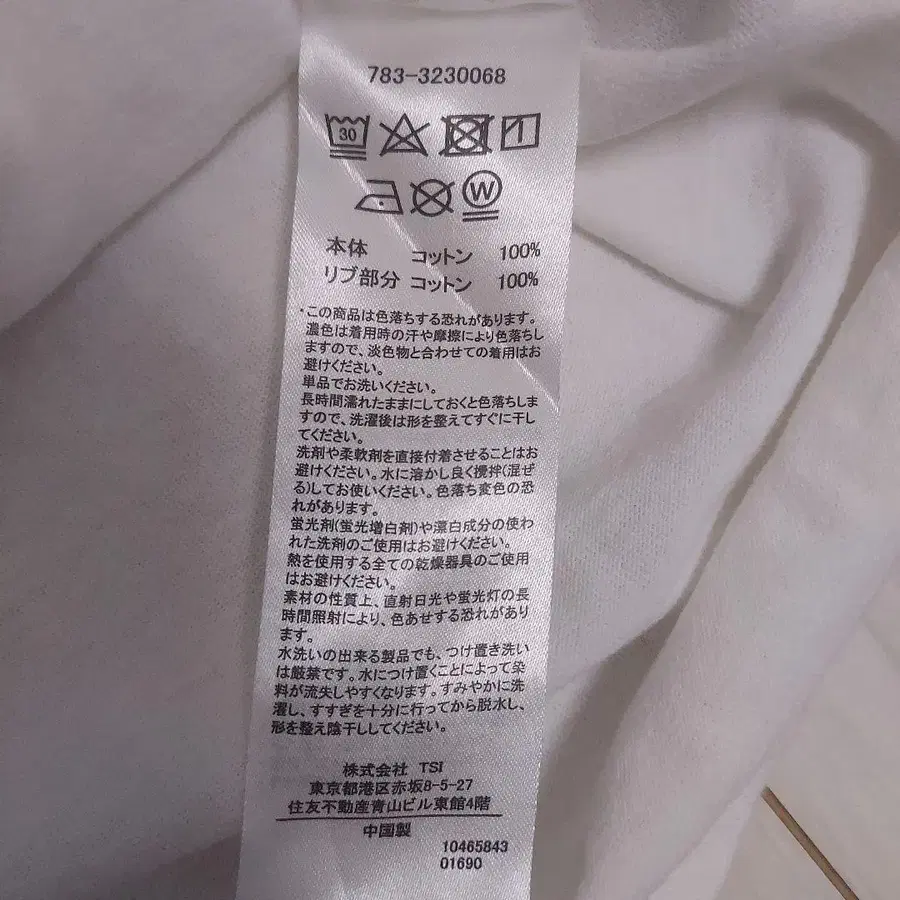 783-3230068
30
W
本体 コットン 100%
リブ部分 コットン 100%
・この商品は色落ちする恐れがあります。
濃色は着用時の汗や摩擦により色落ちし
ますので、淡色物と合わせての着用はお
避けください。
単品でお洗いください。
長時間濡れたままにしておくと色落ちしま
すので、洗濯後は形を整えてすぐに干し
てください。
洗剤や柔軟剤を直接付着させることはお
避けください。水に溶かし良く攪拌(混ぜ
る)してお使いください。色落ち変色の恐
れがあります。
蛍光剤(蛍光増白剤)や漂白成分の使わ
れた洗剤のご使用はお避けください。
熱を使用する全ての乾燥器具のご使用
はお避けください。
素材の性質上、直射日光や蛍光灯の長
時間照射により、色あせする恐れがあり
ます。
水洗いの出来る製品でも、つけ置き洗い
は厳禁です。水につけ置くことによって染
料が流失しやすくなります。すみやかに洗
濯し、すすぎを十分に行ってから脱水し、
形を整え陰干ししてください。
株式会社 TSI
東京都港区赤坂8-5-27
住友不動産青山ビル東館4階
中国製
10465843
01690